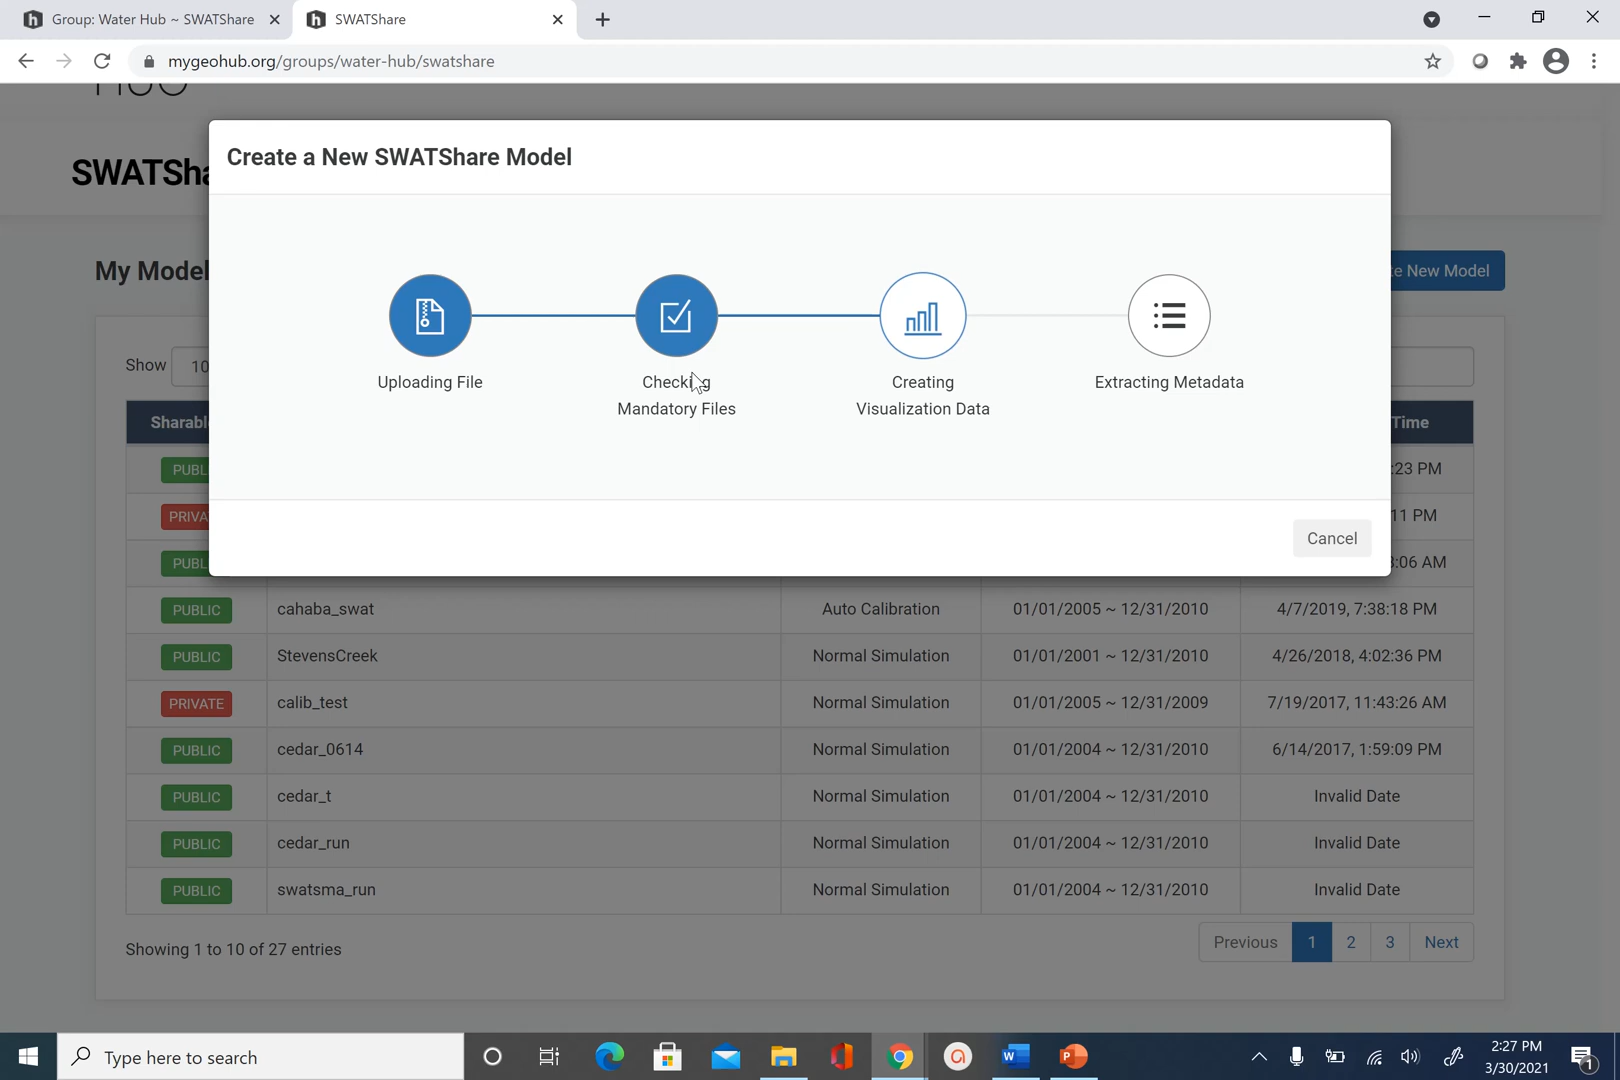 Group: Water Hub ~ SWATShare
SWATShare
mygeohub.org/groups/water-hub/swatshare
HUB
SWATSha
Create a New SWATShare Model
Uploading File
Checking
Mandatory Files
Creating
Visualization Data
Extracting Metadata
Cancel
My Model
e New Model
Show 10
Sharabl
Time
PUBL :23 PM
PRIVA 11 PM
PUBL :06 AM
PUBLIC cahaba_swat Auto Calibration 01/01/2005 ~ 12/31/2010 4/7/2019, 7:38:18 PM
PUBLIC StevensCreek Normal Simulation 01/01/2001 ~ 12/31/2010 4/26/2018, 4:02:36 PM
PRIVATE calib_test Normal Simulation 01/01/2005 ~ 12/31/2009 7/19/2017, 11:43:26 AM
PUBLIC cedar_0614 Normal Simulation 01/01/2004 ~ 12/31/2010 6/14/2017, 1:59:09 PM
PUBLIC cedar_t Normal Simulation 01/01/2004 ~ 12/31/2010 Invalid Date
PUBLIC cedar_run Normal Simulation 01/01/2004 ~ 12/31/2010 Invalid Date
PUBLIC swatsma_run Normal Simulation 01/01/2004 ~ 12/31/2010 Invalid Date
Showing 1 to 10 of 27 entries
Previous 1 2 3 Next
Type here to search
2:27 PM
3/30/2021
1